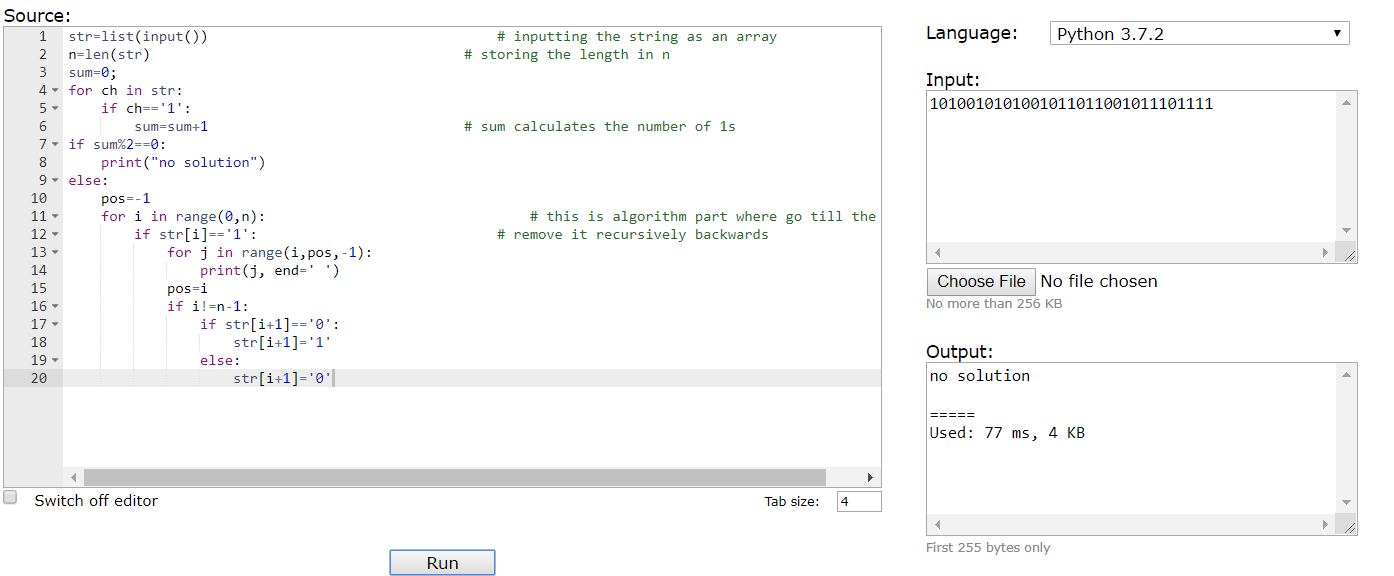 Source:
1 str=list(input()) # inputting the string as an array
2 n=len(str) # storing the length in n
3 sum=0;
4 for ch in str:
5 if ch=='1':
6 sum=sum+1 # sum calculates the number of 1s
7 if sum%2==0:
8 print("no solution")
9 else:
10 pos=-1
11 for i in range(0,n): # this is algorithm part where go till the
12 if str[i]=='1': # remove it recursively backwards
13 for j in range(i,pos,-1):
14 print(j, end=' ')
15 pos=i
16 if i!=n-1:
17 if str[i+1]=='0':
18 str[i+1]='1'
19 else:
20 str[i+1]='0'
Switch off editor
Tab size: 4
Run
Language: Python 3.7.2
Input:
1010010101001011011001011101111
Choose File No file chosen
No more than 256 KB
Output:
no solution
=====
Used: 77 ms, 4 KB
First 255 bytes only